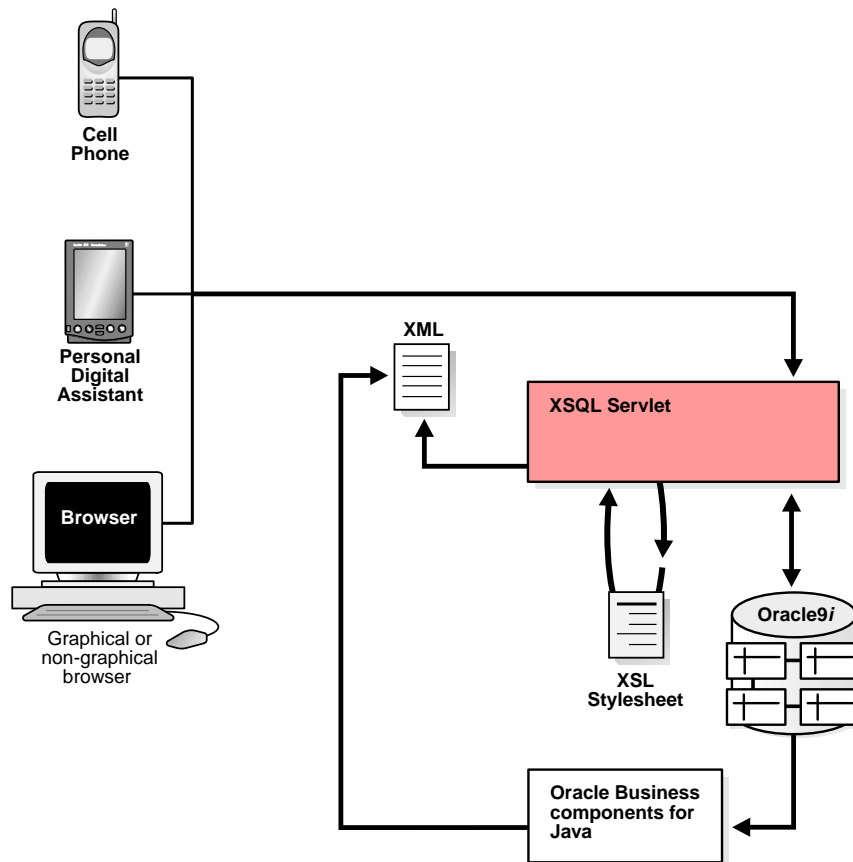 Cell
Phone
Personal
Digital
Assistant
XML
XSQL Servlet
Browser
Graphical or
non-graphical
browser
Oracle9i
XSL
Stylesheet
Oracle Business
components for
Java